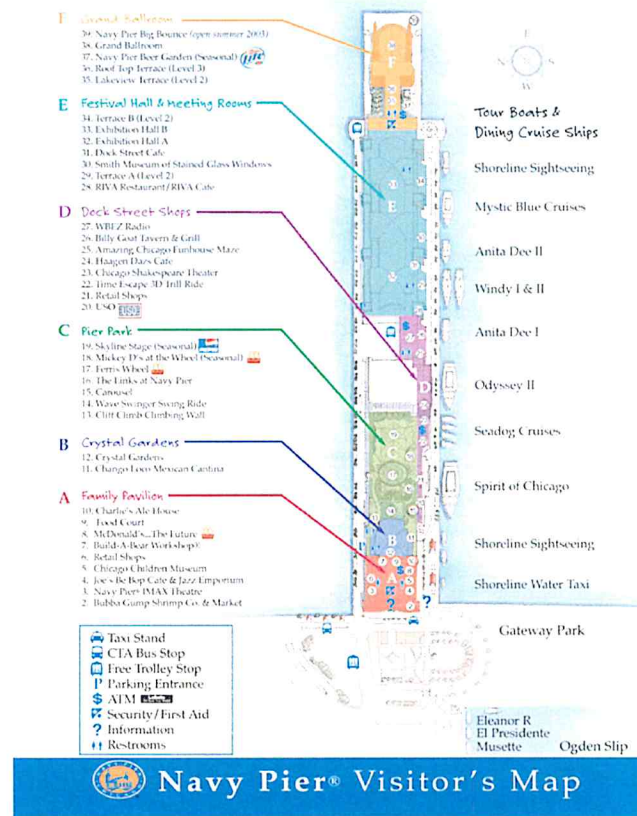 F Grand Ballroom
39. Navy Pier Big Bounce (open summer 2003)
38. Grand Ballroom
37. Navy Pier Beer Garden (Seasonal)
36. Roof Top Terrace (Level 3)
35. Lakeview Terrace (Level 2)
E Festival Hall & Meeting Rooms
34. Terrace B (Level 2)
33. Exhibition Hall B
32. Exhibition Hall A
31. Dock Street Cafe
30. Smith Museum of Stained Glass Windows
29. Terrace A (Level 2)
28. RIVA Restaurant/RIVA Cafe
D Dock Street Shops
27. WBEZ Radio
26. Billy Goat Tavern & Grill
25. Amazing Chicago Funhouse Maze
24. Haagen Dazs Cafe
23. Chicago Shakespeare Theater
22. Time Escape 3D Trill Ride
21. Retail Shops
20. USO
C Pier Park
19. Skyline Stage (Seasonal)
18. Mickey D's at the Wheel (Seasonal)
17. Ferris Wheel
16. The Links at Navy Pier
15. Carousel
14. Wave Swinger Swing Ride
13. Cliff Climb Climbing Wall
B Crystal Gardens
12. Crystal Gardens
11. Chango Loco Mexican Cantina
A Family Pavilion
10. Charlie's Ale House
9. Food Court
8. McDonald's...The Future
7. Build-A-Bear Workshop®
6. Retail Shops
5. Chicago Children Museum
4. Joe's Be Bop Cafe & Jazz Emporium
3. Navy Pier® IMAX Theatre
2. Bubba Gump Shrimp Co. & Market
E
N S
W
Tour Boats &
Dining Cruise Ships
Shoreline Sightseeing
Mystic Blue Cruises
Anita Dee II
Windy I & II
Anita Dee I
Odyssey II
Seadog Cruises
Spirit of Chicago
Shoreline Sightseeing
Shoreline Water Taxi
Gateway Park
F
E
D
C
B
A
Taxi Stand
CTA Bus Stop
Free Trolley Stop
P Parking Entrance
$ ATM
Security/First Aid
? Information
Restrooms
Eleanor R
El Presidente
Musette
Ogden Slip
Navy Pier® Visitor's Map